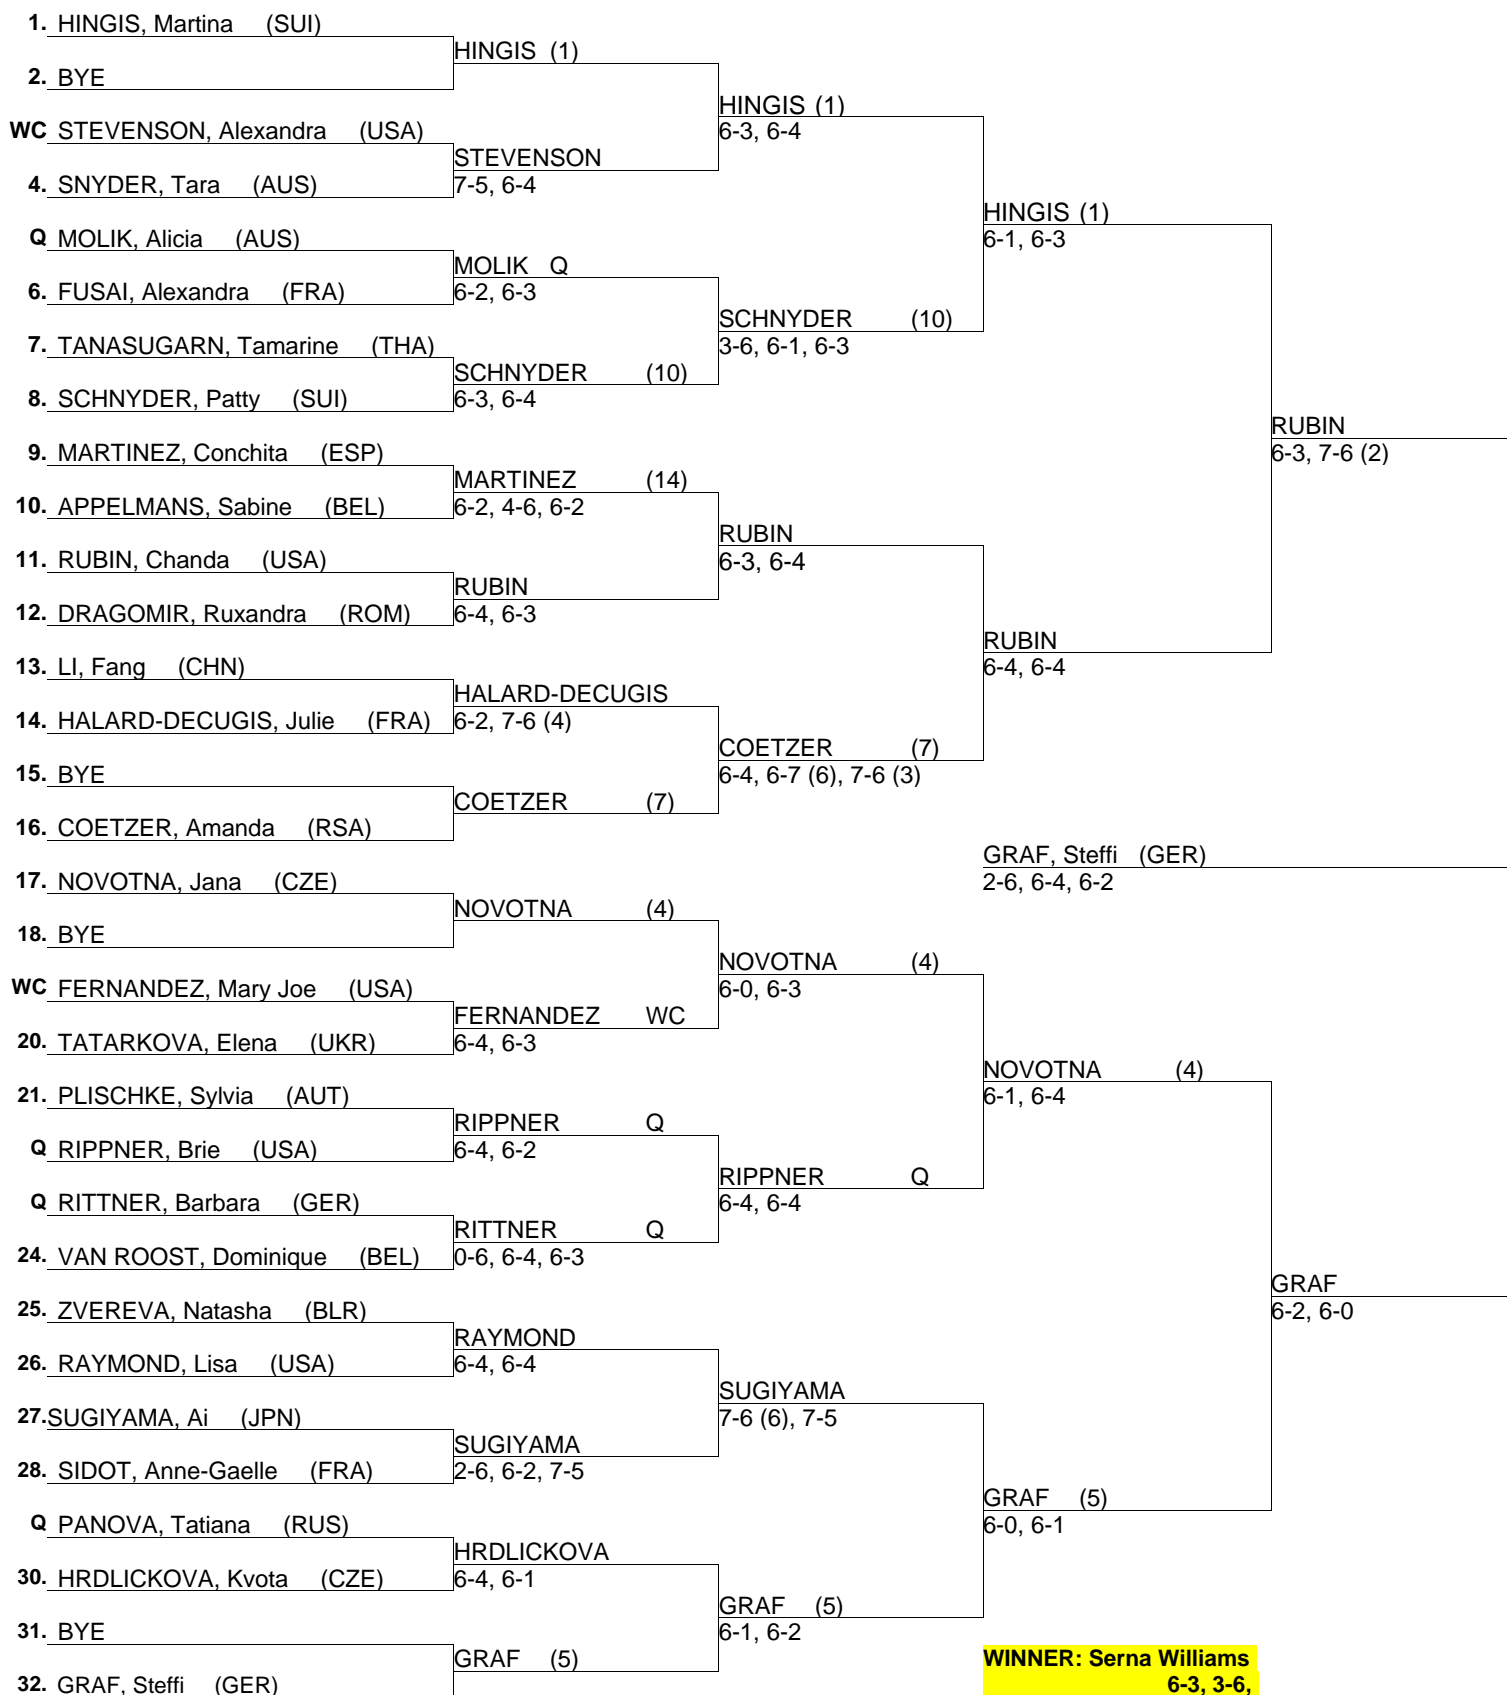 1. HINGIS, Martina (SUI)
HINGIS (1)
2. BYE
HINGIS (1)
6-3, 6-4
WC STEVENSON, Alexandra (USA)
STEVENSON
7-5, 6-4
4. SNYDER, Tara (AUS)
HINGIS (1)
6-1, 6-3
Q MOLIK, Alicia (AUS)
MOLIK Q
6-2, 6-3
6. FUSAI, Alexandra (FRA)
SCHNYDER (10)
3-6, 6-1, 6-3
7. TANASUGARN, Tamarine (THA)
SCHNYDER (10)
6-3, 6-4
8. SCHNYDER, Patty (SUI)
RUBIN
6-3, 7-6 (2)
9. MARTINEZ, Conchita (ESP)
MARTINEZ (14)
6-2, 4-6, 6-2
10. APPELMANS, Sabine (BEL)
RUBIN
6-3, 6-4
11. RUBIN, Chanda (USA)
RUBIN
6-4, 6-3
12. DRAGOMIR, Ruxandra (ROM)
RUBIN
6-4, 6-4
13. LI, Fang (CHN)
HALARD-DECUGIS
6-2, 7-6 (4)
14. HALARD-DECUGIS, Julie (FRA)
COETZER (7)
6-4, 6-7 (6), 7-6 (3)
15. BYE
COETZER (7)
16. COETZER, Amanda (RSA)
GRAF, Steffi (GER)
2-6, 6-4, 6-2
17. NOVOTNA, Jana (CZE)
NOVOTNA (4)
18. BYE
NOVOTNA (4)
6-0, 6-3
WC FERNANDEZ, Mary Joe (USA)
FERNANDEZ WC
6-4, 6-3
20. TATARKOVA, Elena (UKR)
NOVOTNA (4)
6-1, 6-4
21. PLISCHKE, Sylvia (AUT)
RIPPNER Q
6-4, 6-2
Q RIPPNER, Brie (USA)
RIPPNER Q
6-4, 6-4
Q RITTNER, Barbara (GER)
RITTNER Q
0-6, 6-4, 6-3
24. VAN ROOST, Dominique (BEL)
GRAF
6-2, 6-0
25. ZVEREVA, Natasha (BLR)
RAYMOND
6-4, 6-4
26. RAYMOND, Lisa (USA)
SUGIYAMA
7-6 (6), 7-5
27. SUGIYAMA, Ai (JPN)
SUGIYAMA
2-6, 6-2, 7-5
28. SIDOT, Anne-Gaelle (FRA)
GRAF (5)
6-0, 6-1
Q PANOVA, Tatiana (RUS)
HRDLICKOVA
6-4, 6-1
30. HRDLICKOVA, Kvota (CZE)
GRAF (5)
6-1, 6-2
31. BYE
GRAF (5)
32. GRAF, Steffi (GER)
WINNER: Serna Williams
6-3, 3-6,